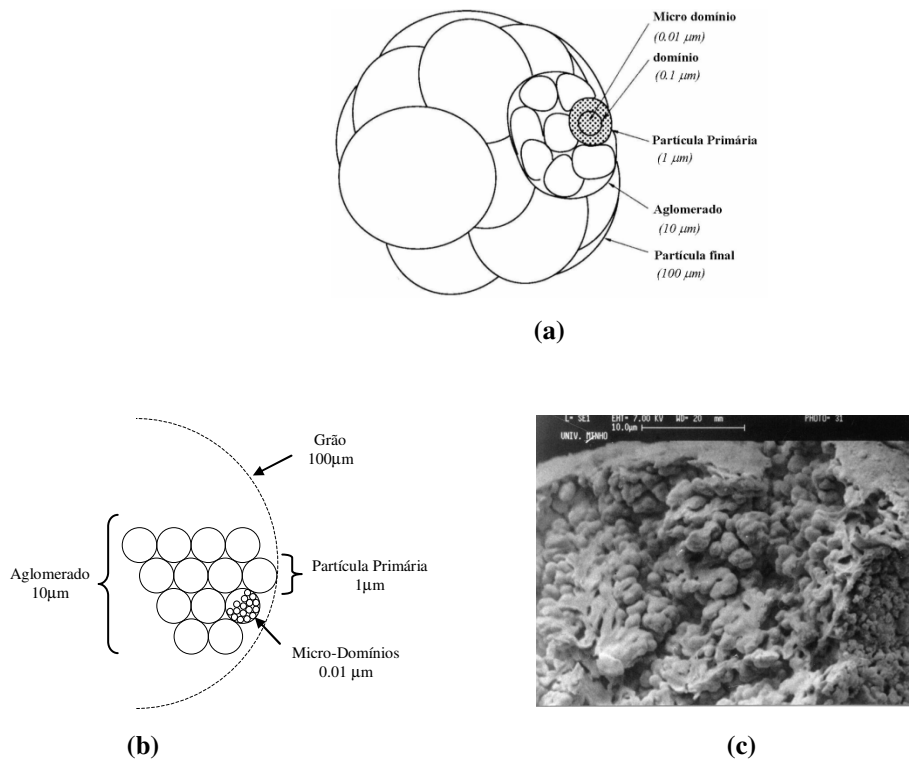 Micro domínio
(0.01 μm)
domínio
(0.1 μm)
Partícula Primária
(1 μm)
Aglomerado
(10 μm)
Partícula final
(100 μm)
(a)
Grão
100μm
Aglomerado
10μm
Partícula Primária
1μm
Micro-Domínios
0.01 μm
(b)
L= SE1 EHT= 7.00 KV WD= 20 mm PHOTO= 31
10.0μm
UNIV. MINHO
(c)